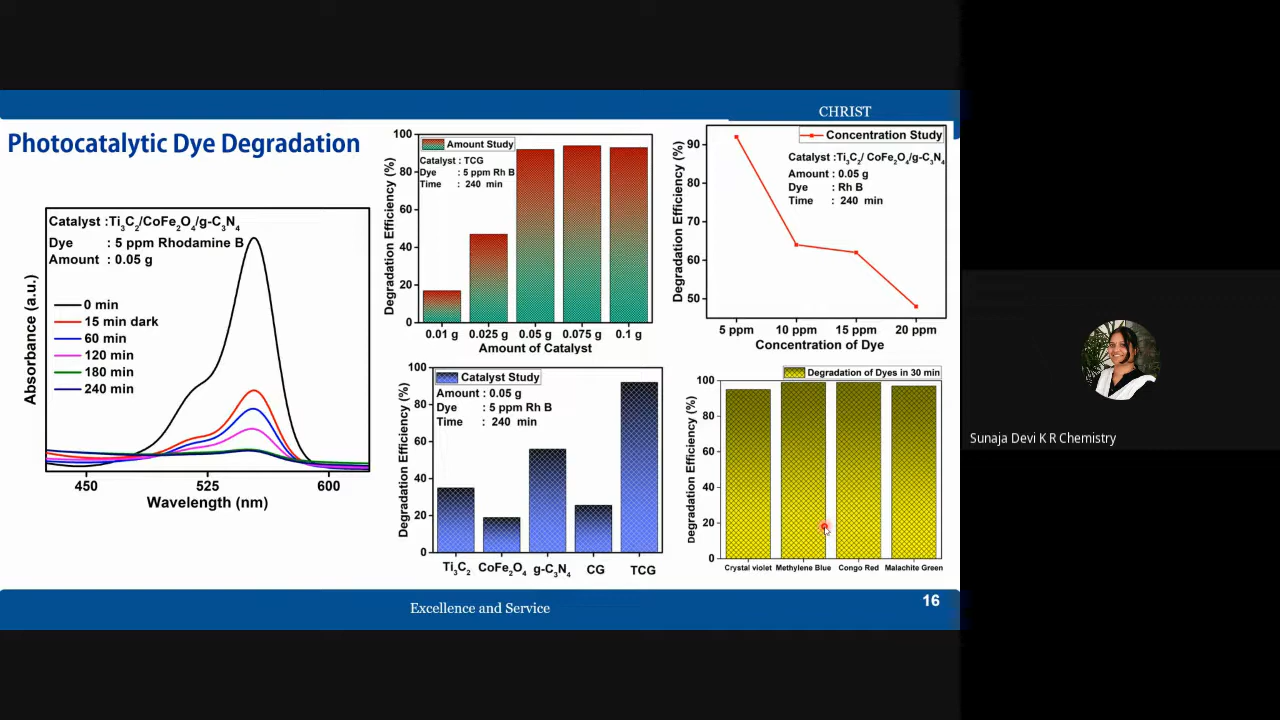 CHRIST
Photocatalytic Dye Degradation
Catalyst :Ti₃C₂/CoFe₂O₄/g-C₃N₄
Dye : 5 ppm Rhodamine B
Amount : 0.05 g
0 min
15 min dark
60 min
120 min
180 min
240 min
Absorbance (a.u.)
450 525 600
Wavelength (nm)
Amount Study
Catalyst : TCG
Dye : 5 ppm Rh B
Time : 240 min
Degradation Efficiency (%)
100
80
60
40
20
0
0.01 g 0.025 g 0.05 g 0.075 g 0.1 g
Amount of Catalyst
Concentration Study
Catalyst :Ti₃C₂/ CoFe₂O₄/g-C₃N₄
Amount : 0.05 g
Dye : Rh B
Time : 240 min
Degradation Efficiency (%)
90
80
70
60
50
5 ppm 10 ppm 15 ppm 20 ppm
Concentration of Dye
Catalyst Study
Amount : 0.05 g
Dye : 5 ppm Rh B
Time : 240 min
Degradation Efficiency (%)
100
80
60
40
20
0
Ti₃C₂ CoFe₂O₄ g-C₃N₄ CG TCG
Degradation of Dyes in 30 min
Degradation Efficiency (%)
100
80
60
40
20
0
Crystal violet Methylene Blue Congo Red Malachite Green
Excellence and Service
16
Sunaja Devi K R Chemistry